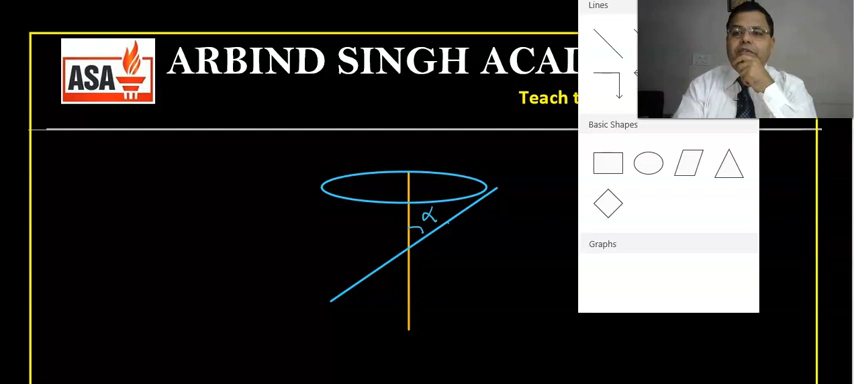 ASA
ARBIND SINGH ACAD
Teach t
α
Lines
Basic Shapes
Graphs